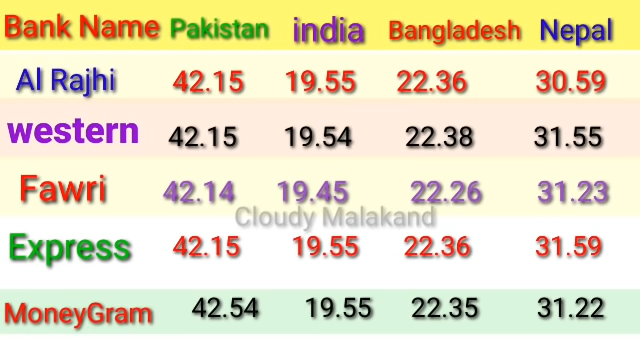 Bank Name Pakistan india Bangladesh Nepal
Al Rajhi 42.15 19.55 22.36 30.59
western 42.15 19.54 22.38 31.55
Fawri 42.14 19.45 22.26 31.23
Cloudy Malakand
Express 42.15 19.55 22.36 31.59
MoneyGram 42.54 19.55 22.35 31.22